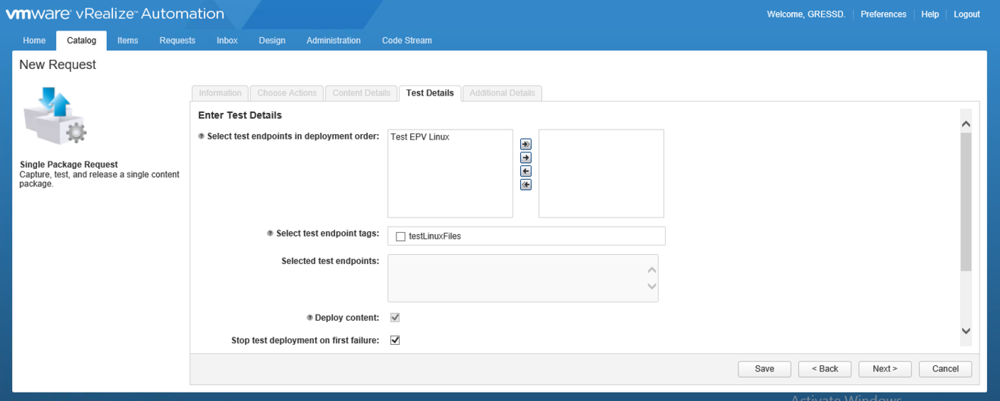 vmware® vRealize™ Automation
Welcome, GRESSD. Preferences Help Logout
Home Catalog Items Requests Inbox Design Administration Code Stream
New Request
Information Choose Actions Content Details Test Details Additional Details
Enter Test Details
Select test endpoints in deployment order:
Test EPV Linux
Single Package Request
Capture, test, and release a single content
package.
Select test endpoint tags:
testLinuxFiles
Selected test endpoints:
Deploy content:
Stop test deployment on first failure:
Save < Back Next > Cancel
Activate Windows